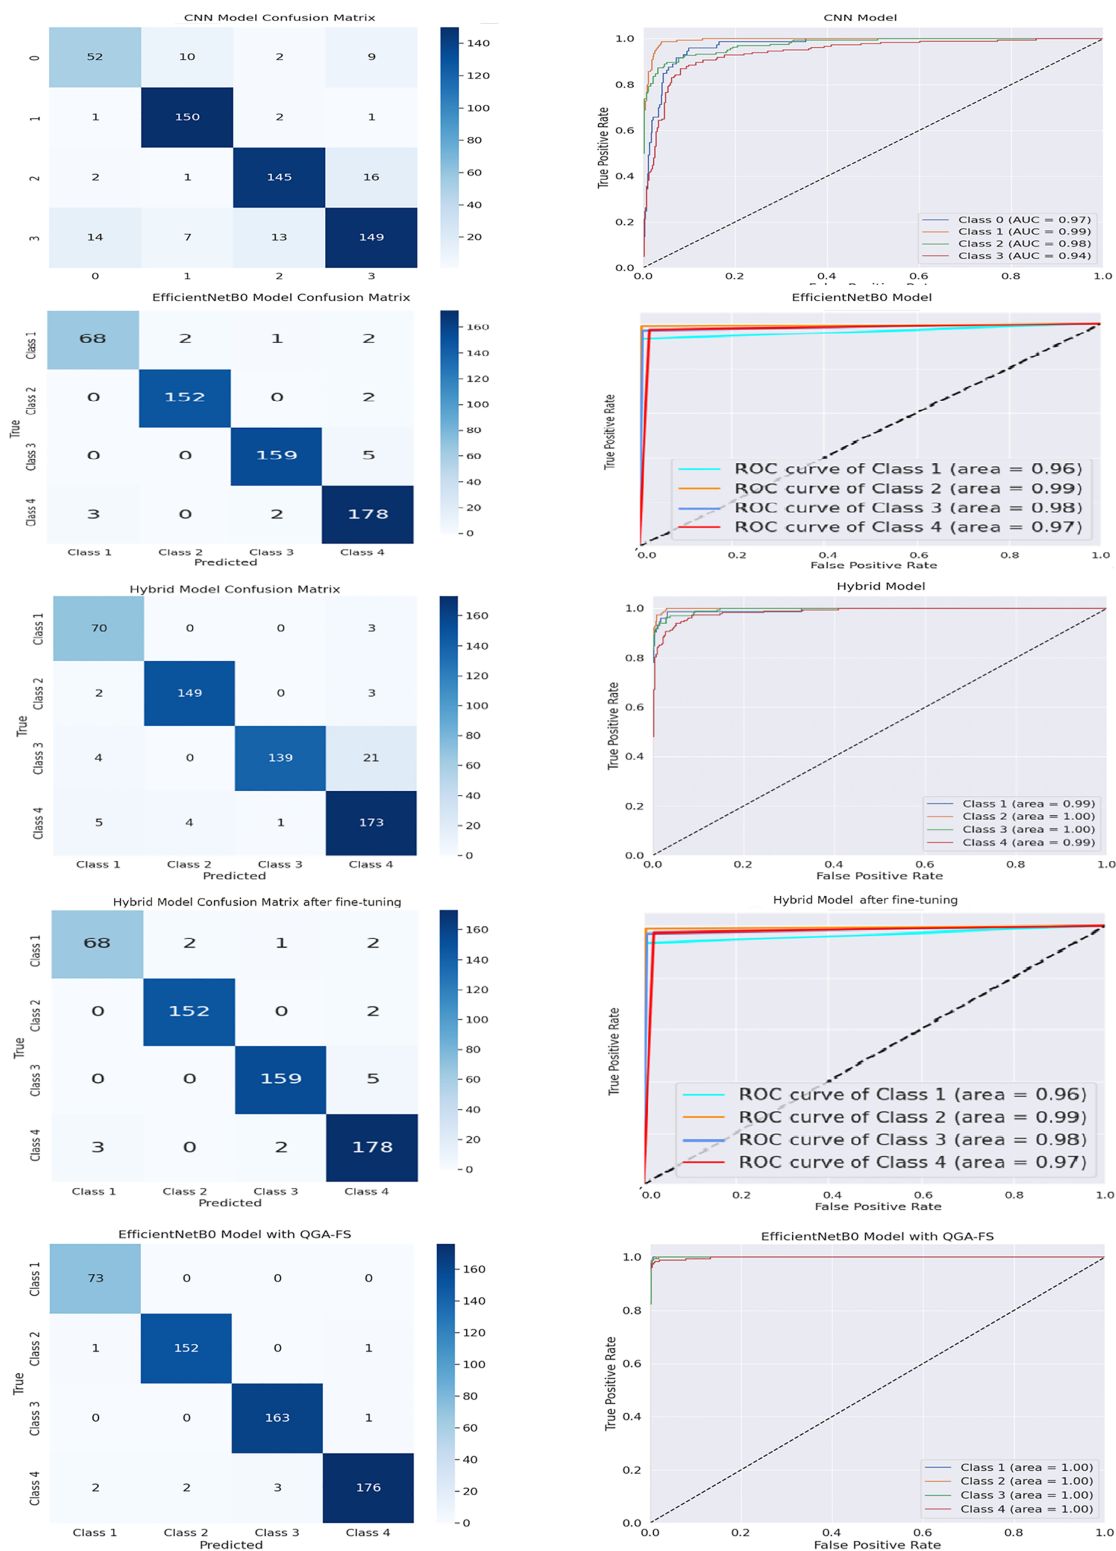 CNN Model Confusion Matrix
0
52 10 2 9
1
1 150 2 1
2
2 1 145 16
3
14 7 13 149
0 1 2 3
140
120
100
80
60
40
20
CNN Model
True Positive Rate
1.0
0.8
0.6
0.4
0.2
0.0
Class 0 (AUC = 0.97)
Class 1 (AUC = 0.99)
Class 2 (AUC = 0.98)
Class 3 (AUC = 0.94)
0.0 0.2 0.4 0.6 0.8 1.0
EfficientNetB0 Model Confusion Matrix
True
Class 1
68 2 1 2
Class 2
0 152 0 2
Class 3
0 0 159 5
Class 4
3 0 2 178
Class 1 Class 2 Class 3 Class 4
Predicted
160
140
120
100
80
60
40
20
0
EfficientNetB0 Model
True Positive Rate
ROC curve of Class 1 (area = 0.96)
ROC curve of Class 2 (area = 0.99)
ROC curve of Class 3 (area = 0.98)
ROC curve of Class 4 (area = 0.97)
0.0 0.2 0.4 0.6 0.8 1.0
False Positive Rate
Hybrid Model Confusion Matrix
True
Class 1
70 0 0 3
Class 2
2 149 0 3
Class 3
4 0 139 21
Class 4
5 4 1 173
Class 1 Class 2 Class 3 Class 4
Predicted
160
140
120
100
80
60
40
20
0
Hybrid Model
True Positive Rate
1.0
0.8
0.6
0.4
0.2
0.0
Class 1 (area = 0.99)
Class 2 (area = 1.00)
Class 3 (area = 1.00)
Class 4 (area = 0.99)
0.0 0.2 0.4 0.6 0.8 1.0
False Positive Rate
Hybrid Model Confusion Matrix after fine-tuning
True
Class 1
68 2 1 2
Class 2
0 152 0 2
Class 3
0 0 159 5
Class 4
3 0 2 178
Class 1 Class 2 Class 3 Class 4
Predicted
160
140
120
100
80
60
40
20
0
Hybrid Model after fine-tuning
True Positive Rate
ROC curve of Class 1 (area = 0.96)
ROC curve of Class 2 (area = 0.99)
ROC curve of Class 3 (area = 0.98)
ROC curve of Class 4 (area = 0.97)
0.0 0.2 0.4 0.6 0.8 1.0
False Positive Rate
EfficientNetB0 Model with QGA-FS
True
Class 1
73 0 0 0
Class 2
1 152 0 1
Class 3
0 0 163 1
Class 4
2 2 3 176
Class 1 Class 2 Class 3 Class 4
Predicted
160
140
120
100
80
60
40
20
0
EfficientNetB0 Model with QGA-FS
True Positive Rate
1.0
0.8
0.6
0.4
0.2
0.0
Class 1 (area = 1.00)
Class 2 (area = 1.00)
Class 3 (area = 1.00)
Class 4 (area = 1.00)
0.0 0.2 0.4 0.6 0.8 1.0
False Positive Rate